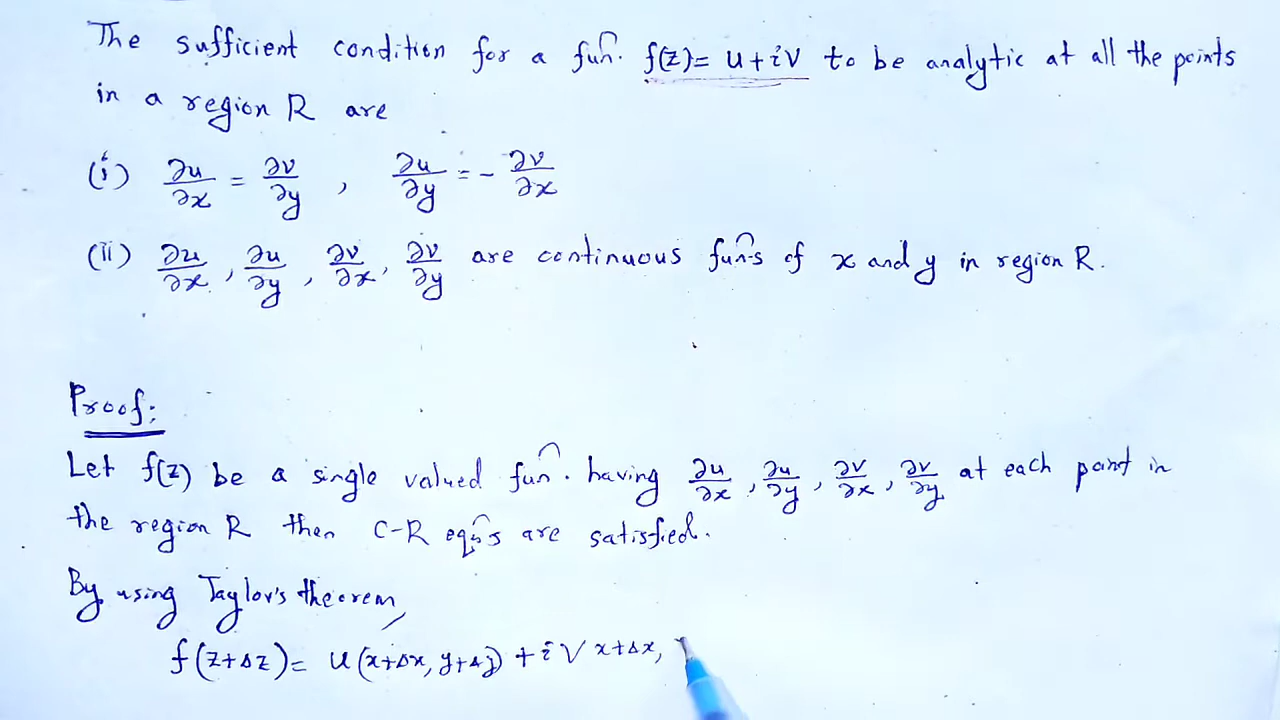 The sufficient condition for a fun. f(z)= u+iv to be analytic at all the points
in a region R are
(i) ∂u/∂x = ∂v/∂y , ∂u/∂y = - ∂v/∂x
(ii) ∂u/∂x , ∂u/∂y , ∂v/∂x , ∂v/∂y are continuous funs of x and y in region R.
Proof:
Let f(z) be a single valued fun. having ∂u/∂x , ∂u/∂y , ∂v/∂x , ∂v/∂y at each point in
the region R then C-R eqns are satisfied.
By using Taylor's theorem,
f(z+Δz)= u(x+Δx, y+Δy) + i V x+Δx,